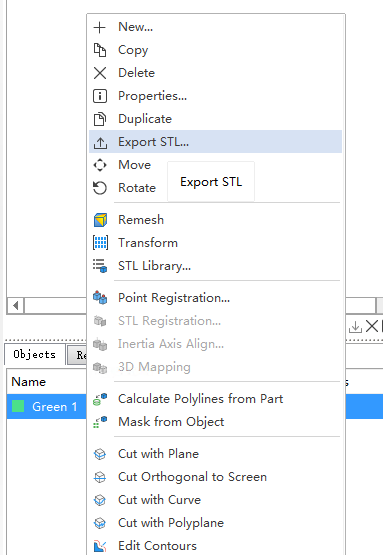 New...
Copy
Delete
Properties...
Duplicate
Export STL...
Move
Export STL
Rotate
Remesh
Transform
STL Library...
Point Registration...
STL Registration...
Inertia Axis Align...
3D Mapping
Objects Re
Name s
Green 1
Calculate Polylines from Part
Mask from Object
Cut with Plane
Cut Orthogonal to Screen
Cut with Curve
Cut with Polyplane
Edit Contours